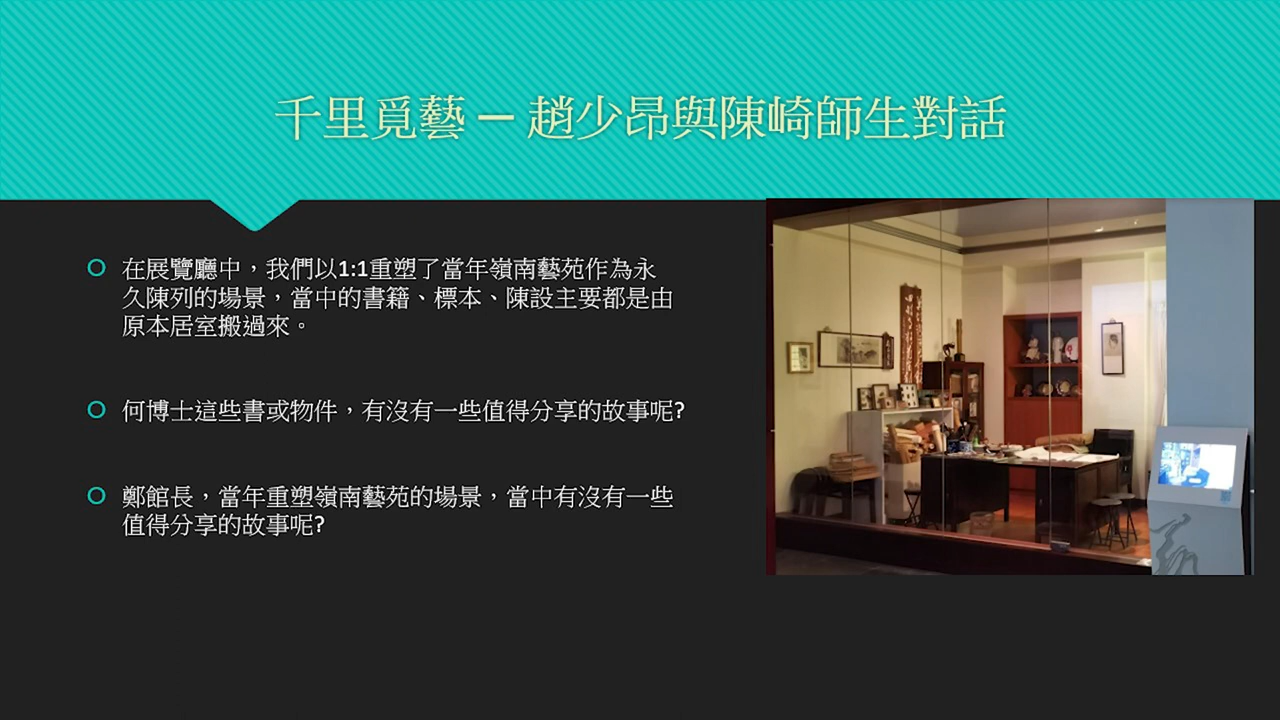 千里覓藝 ─ 趙少昂與陳崎師生對話
在展覽廳中，我們以1:1重塑了當年嶺南藝苑作為永
久陳列的場景，當中的書籍、標本、陳設主要都是由
原本居室搬過來。
何博士這些書或物件，有沒有一些值得分享的故事呢?
鄭館長，當年重塑嶺南藝苑的場景，當中有沒有一些
值得分享的故事呢?